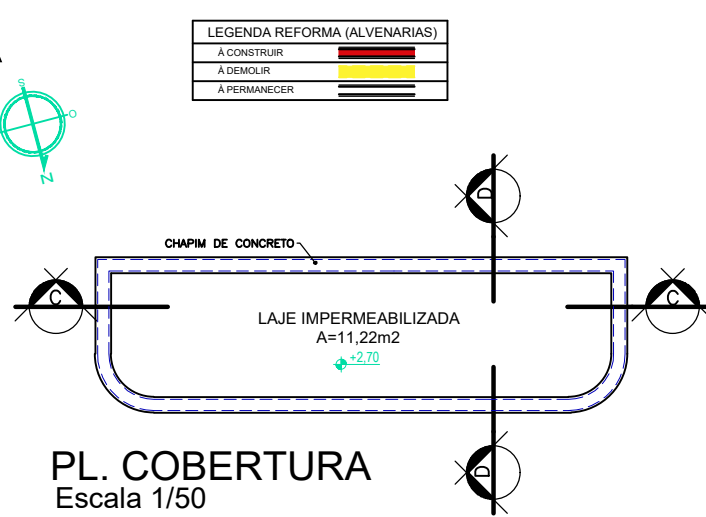 LEGENDA REFORMA (ALVENARIAS)
À CONSTRUIR
À DEMOLIR
À PERMANECER
S
O
N
D
CHAPIM DE CONCRETO
C
C
LAJE IMPERMEABILIZADA
A=11,22m2
+2,70
D
PL. COBERTURA
Escala 1/50